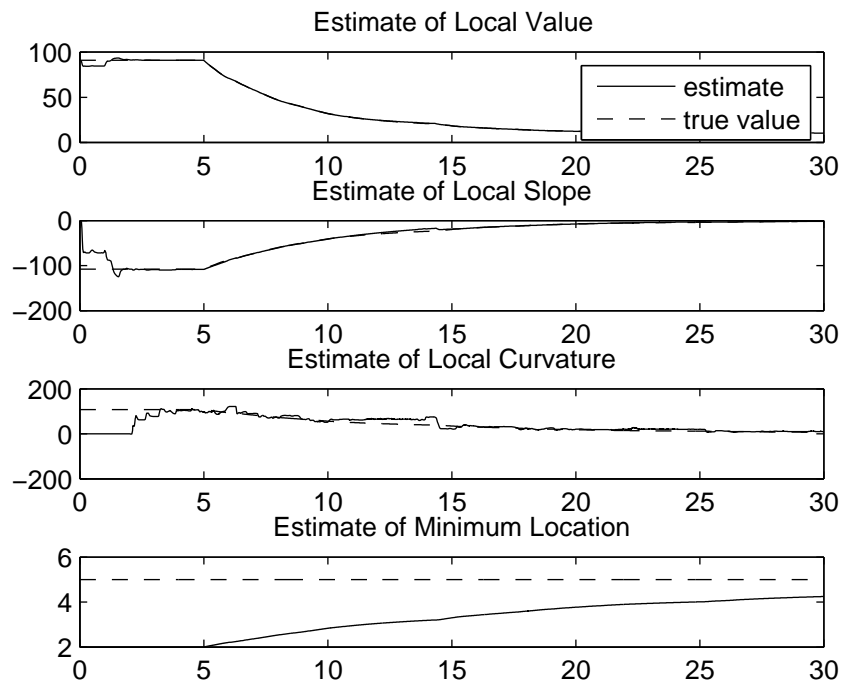 Estimate of Local Value
100
50
0
0 5 10 15 20 25 30
estimate
true value
Estimate of Local Slope
0
−100
−200
0 5 10 15 20 25 30
Estimate of Local Curvature
200
0
−200
0 5 10 15 20 25 30
Estimate of Minimum Location
6
4
2
0 5 10 15 20 25 30